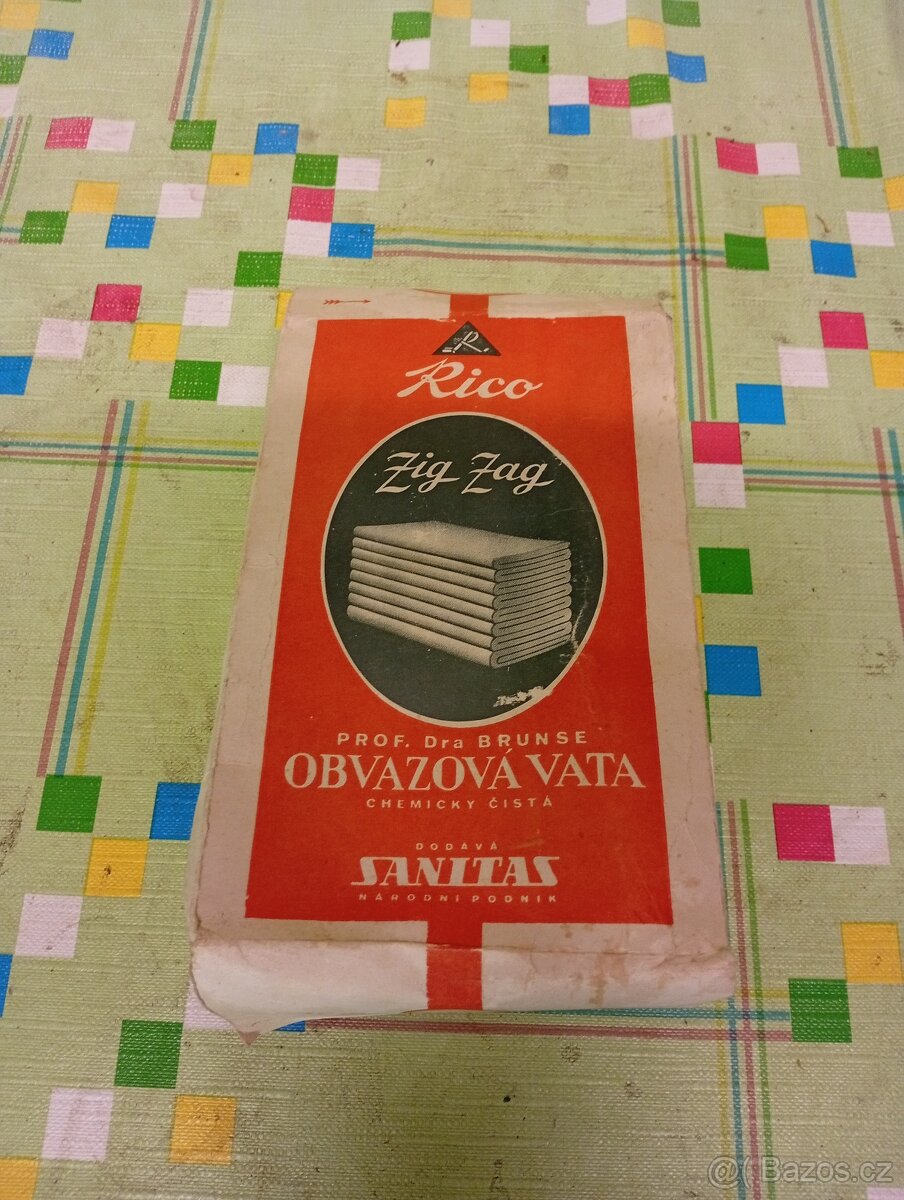 R.
Rico
Zig Zag
PROF. Dra BRUNSE
OBVAZOVÁ VATA
CHEMICKY ČISTÁ
DODÁVÁ
SANITAS
NÁRODNÍ PODNIK
@( Bazos.cz